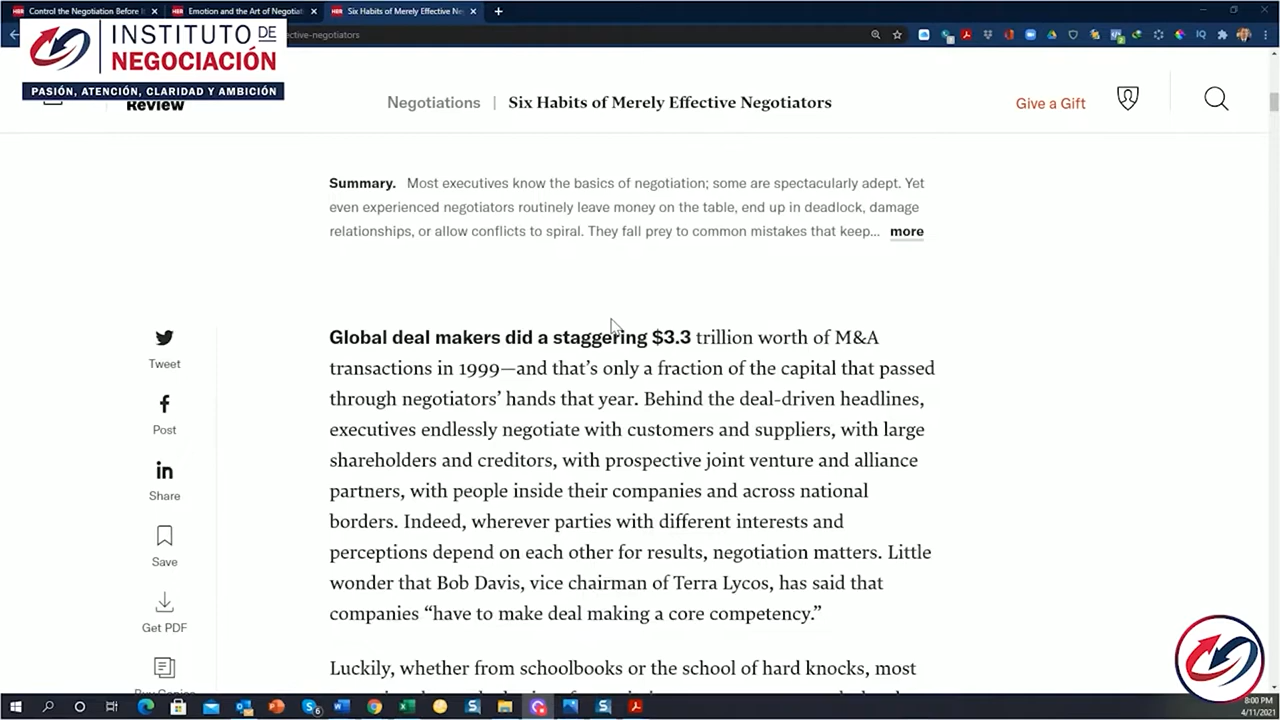 Control the Negotiation Before I
Emotion and the Art of Negotiat
Six Habits of Merely Effective Ne
ective-negotiators
INSTITUTO DE
NEGOCIACIÓN
PASIÓN, ATENCIÓN, CLARIDAD Y AMBICIÓN
Review
Negotiations | Six Habits of Merely Effective Negotiators
Give a Gift
Summary. Most executives know the basics of negotiation; some are spectacularly adept. Yet
even experienced negotiators routinely leave money on the table, end up in deadlock, damage
relationships, or allow conflicts to spiral. They fall prey to common mistakes that keep... more
Tweet
Post
Share
Save
Get PDF
Global deal makers did a staggering $3.3 trillion worth of M&A
transactions in 1999—and that’s only a fraction of the capital that passed
through negotiators’ hands that year. Behind the deal-driven headlines,
executives endlessly negotiate with customers and suppliers, with large
shareholders and creditors, with prospective joint venture and alliance
partners, with people inside their companies and across national
borders. Indeed, wherever parties with different interests and
perceptions depend on each other for results, negotiation matters. Little
wonder that Bob Davis, vice chairman of Terra Lycos, has said that
companies “have to make deal making a core competency.”
Luckily, whether from schoolbooks or the school of hard knocks, most
8:00 PM
4/11/2021